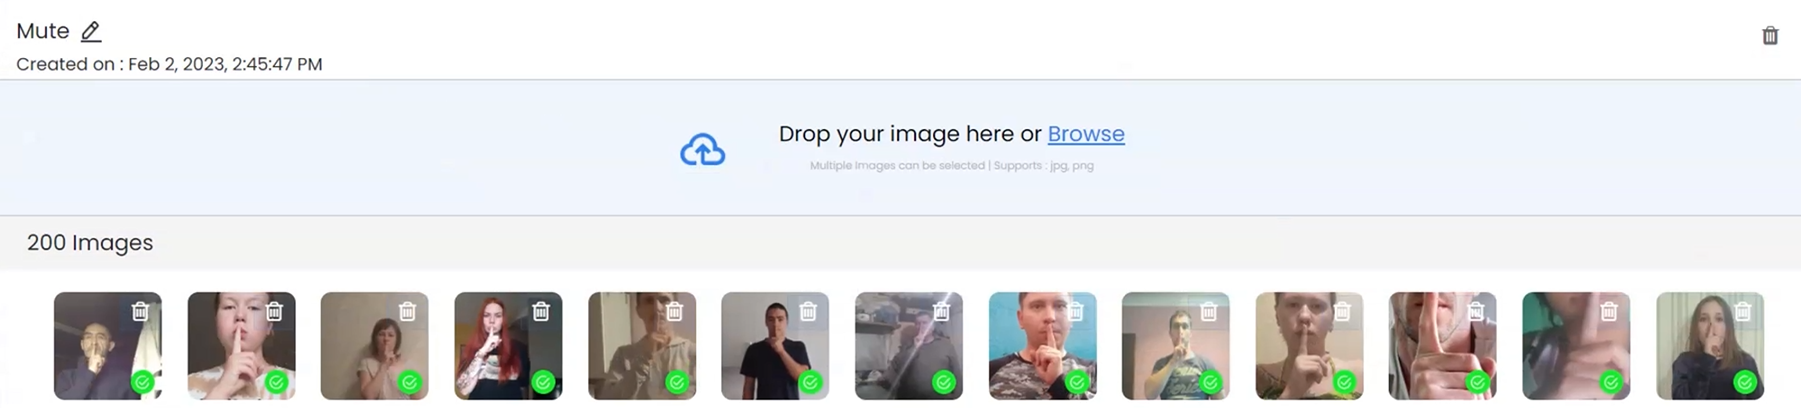 Mute
Created on : Feb 2, 2023, 2:45:47 PM
Drop your image here or Browse
Multiple Images can be selected | Supports : jpg, png
200 Images